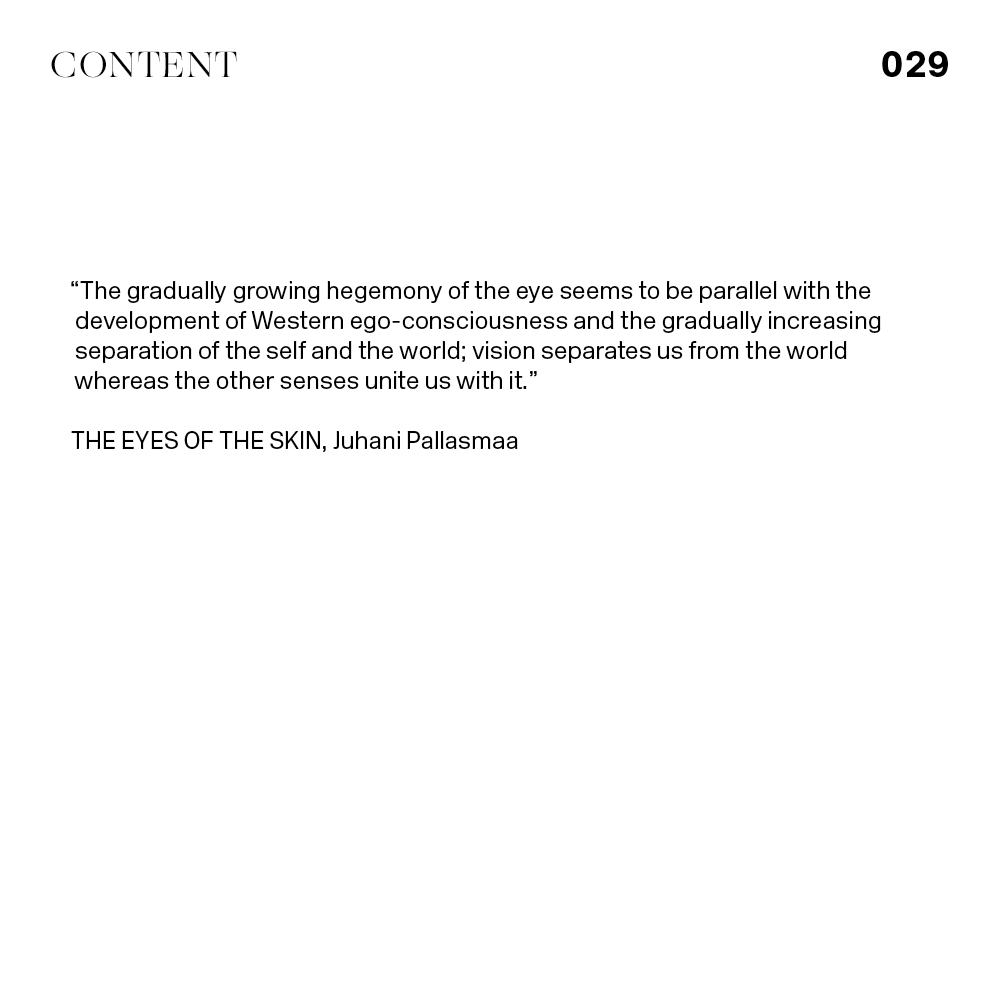 CONTENT
029
“The gradually growing hegemony of the eye seems to be parallel with the
development of Western ego-consciousness and the gradually increasing
separation of the self and the world; vision separates us from the world
whereas the other senses unite us with it.”
THE EYES OF THE SKIN, Juhani Pallasmaa